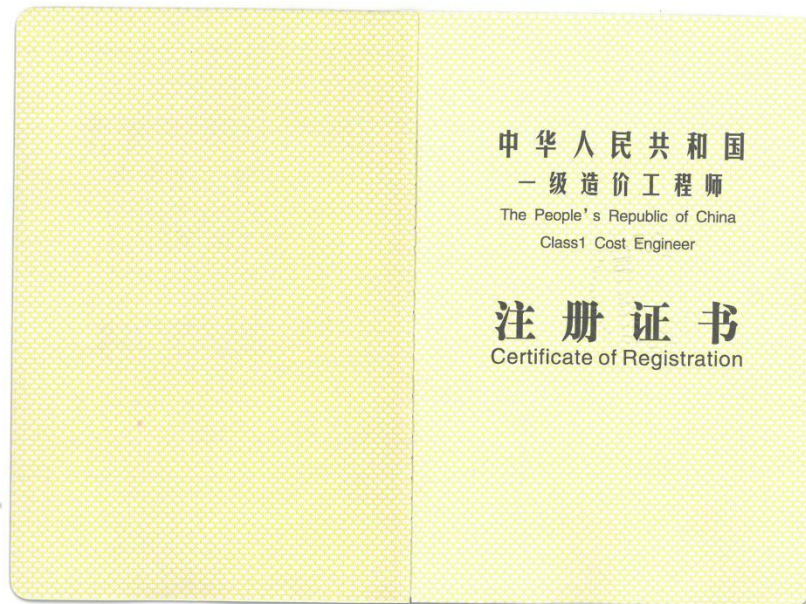 中华人民共和国
一级造价工程师
The People's Republic of China
Class1 Cost Engineer
注册证书
Certificate of Registration